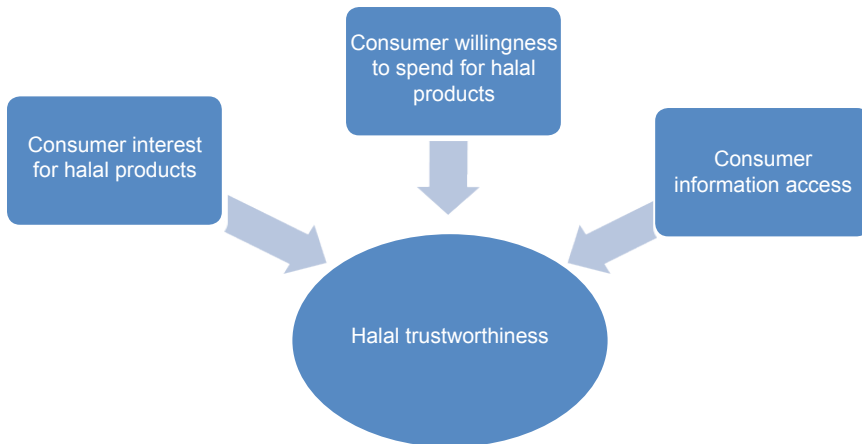 Consumer willingness
to spend for halal
products
Consumer interest
for halal products
Consumer
information access
Halal trustworthiness